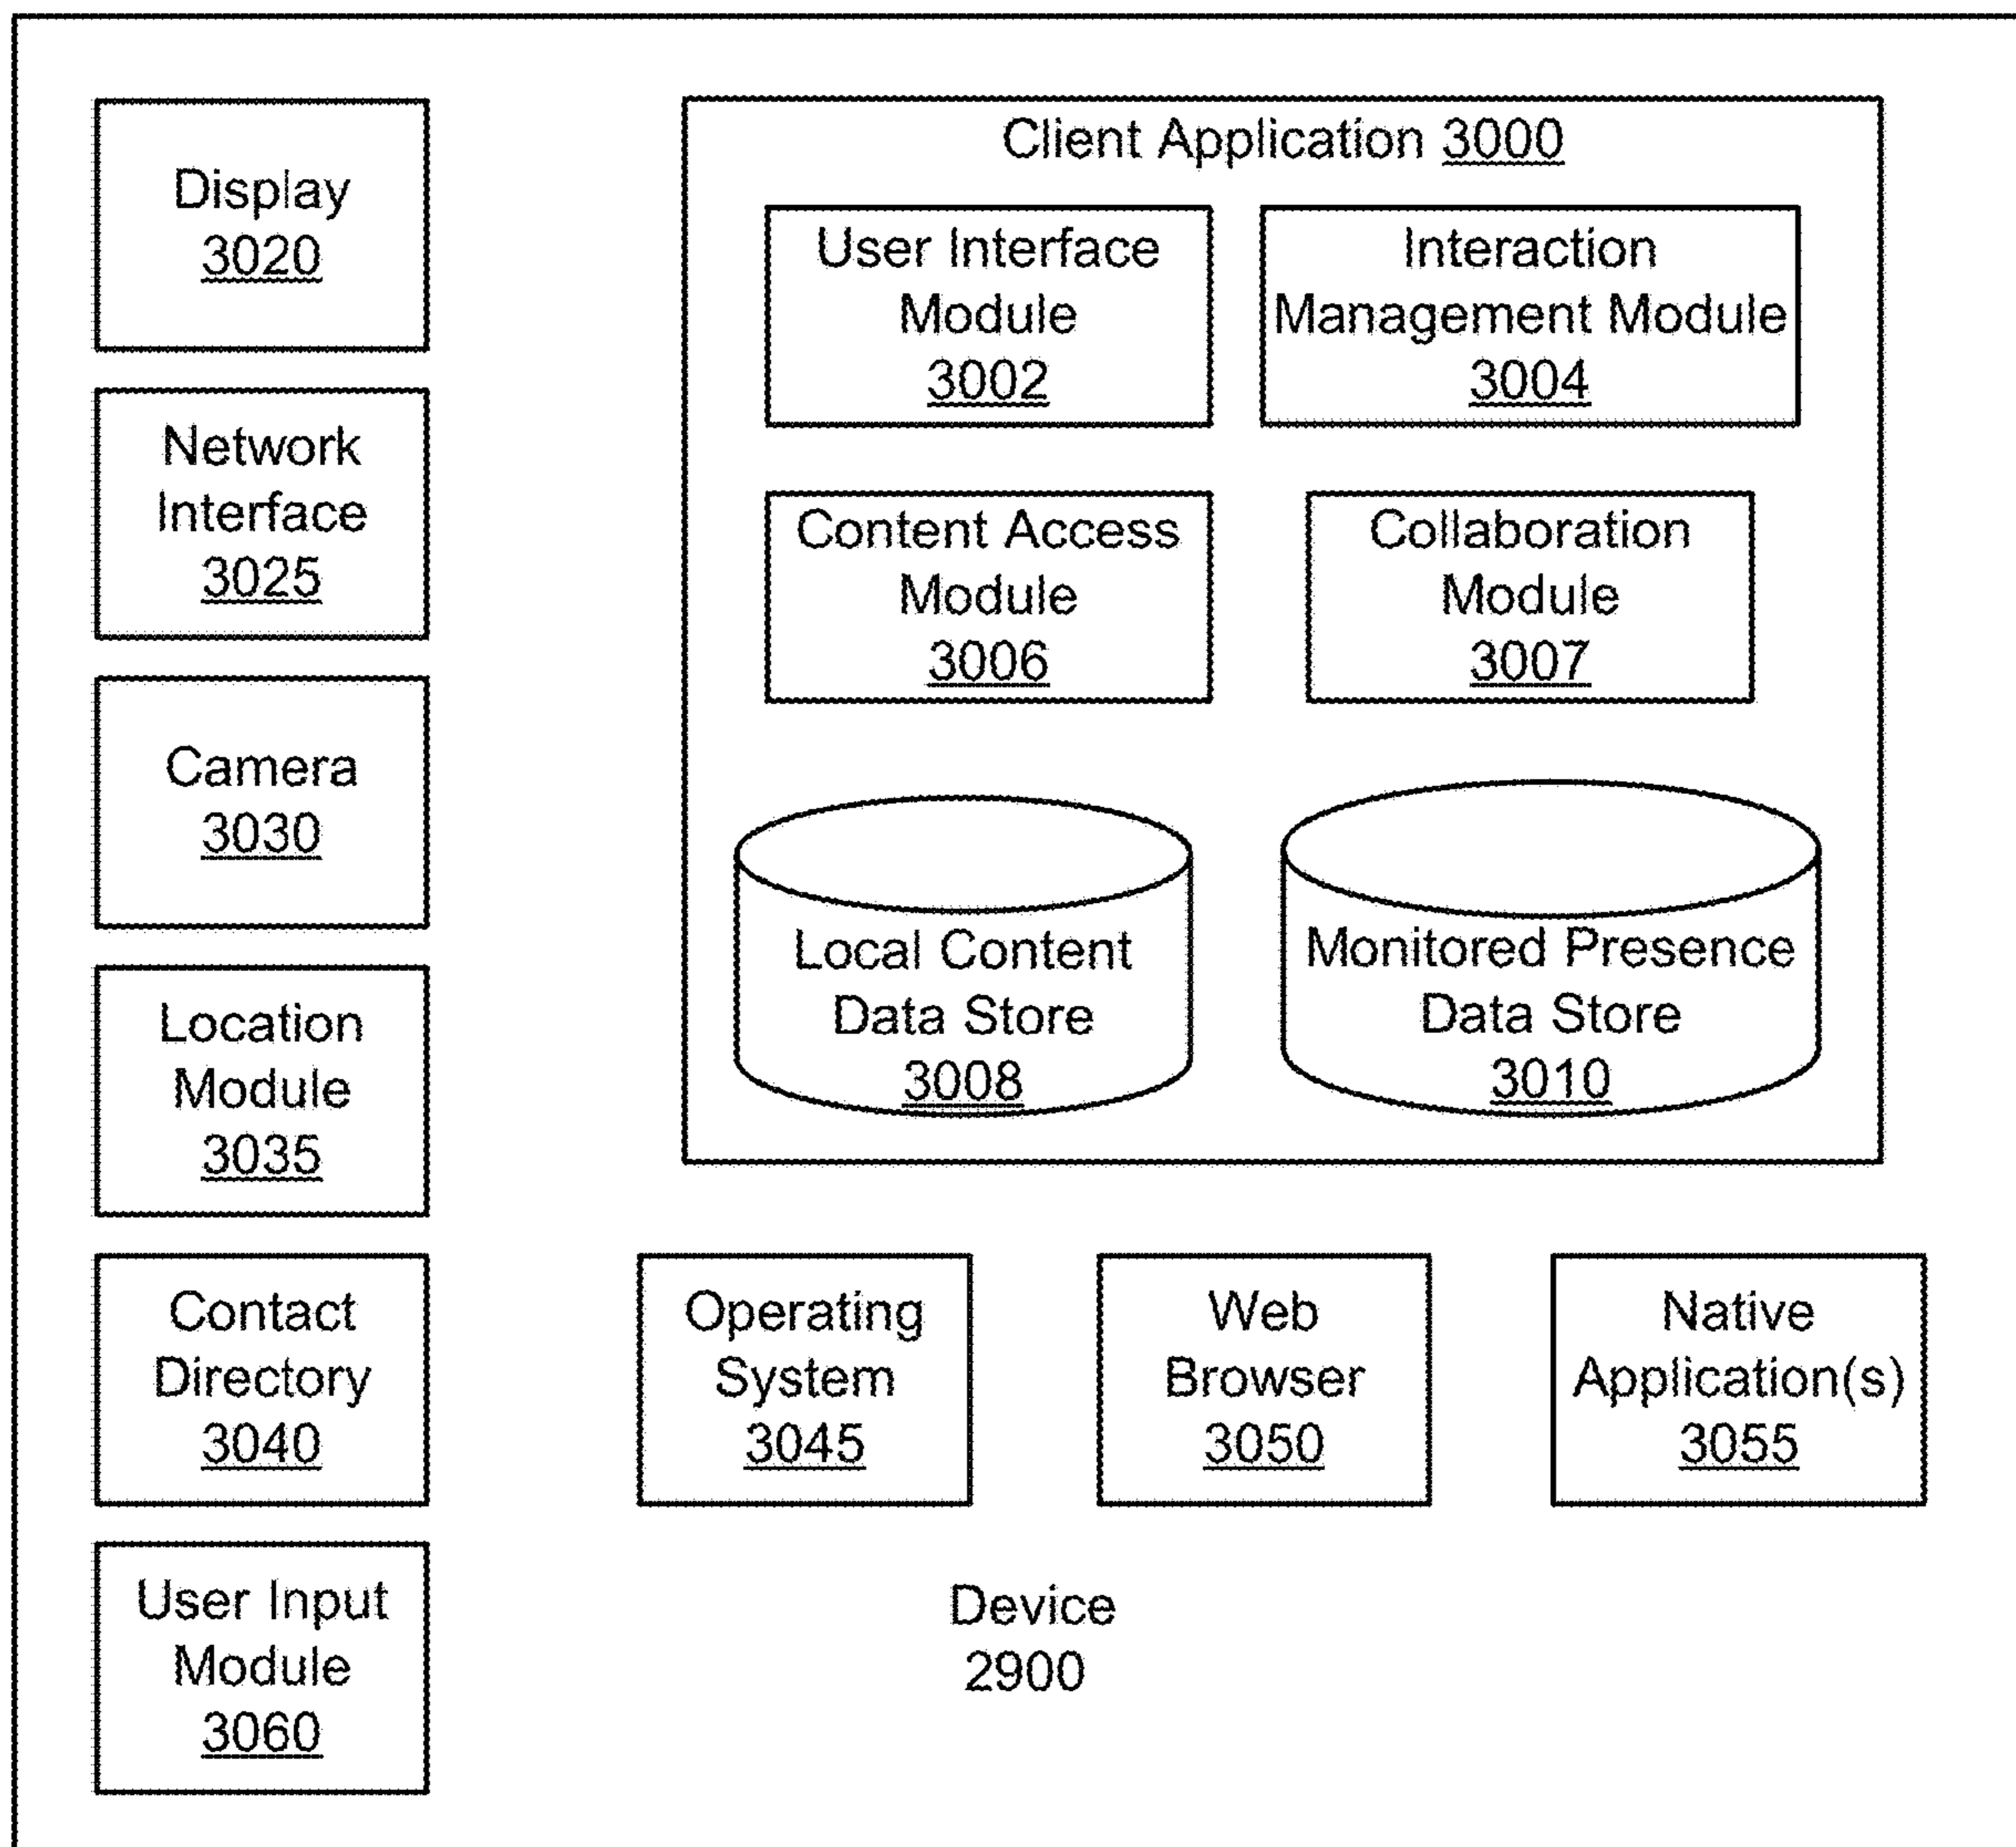 Display
3020
Network
Interface
3025
Camera
3030
Location
Module
3035
Contact
Directory
3040
User Input
Module
3060
Client Application 3000
User Interface
Module
3002
Interaction
Management Module
3004
Content Access
Module
3006
Collaboration
Module
3007
Local Content
Data Store
3008
Monitored Presence
Data Store
3010
Operating
System
3045
Web
Browser
3050
Native
Application(s)
3055
Device
2900